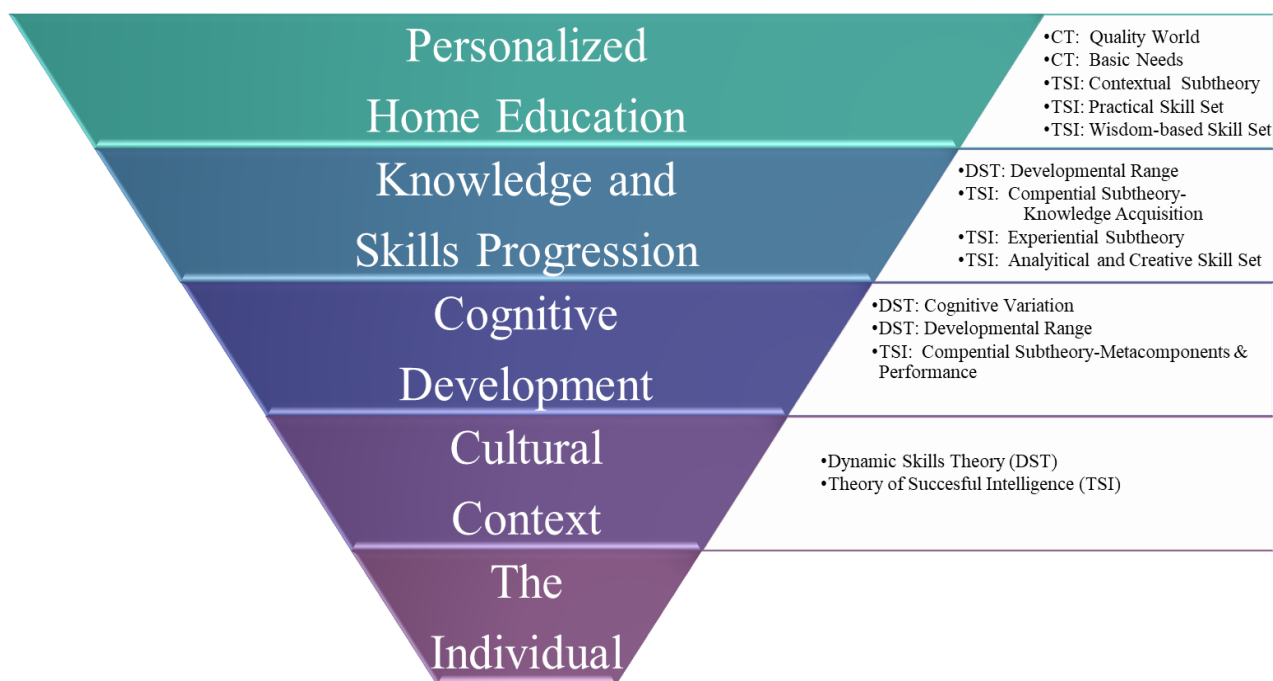 Personalized
Home Education
•CT: Quality World
•CT: Basic Needs
•TSI: Contextual Subtheory
•TSI: Practical Skill Set
•TSI: Wisdom-based Skill Set
Knowledge and
Skills Progression
•DST: Developmental Range
•TSI: Compential Subtheory-
Knowledge Acquisition
•TSI: Experiential Subtheory
•TSI: Analyitical and Creative Skill Set
Cognitive
Development
•DST: Cognitive Variation
•DST: Developmental Range
•TSI: Compential Subtheory-Metacomponents &
Performance
Cultural
Context
•Dynamic Skills Theory (DST)
•Theory of Succesful Intelligence (TSI)
The
Individual